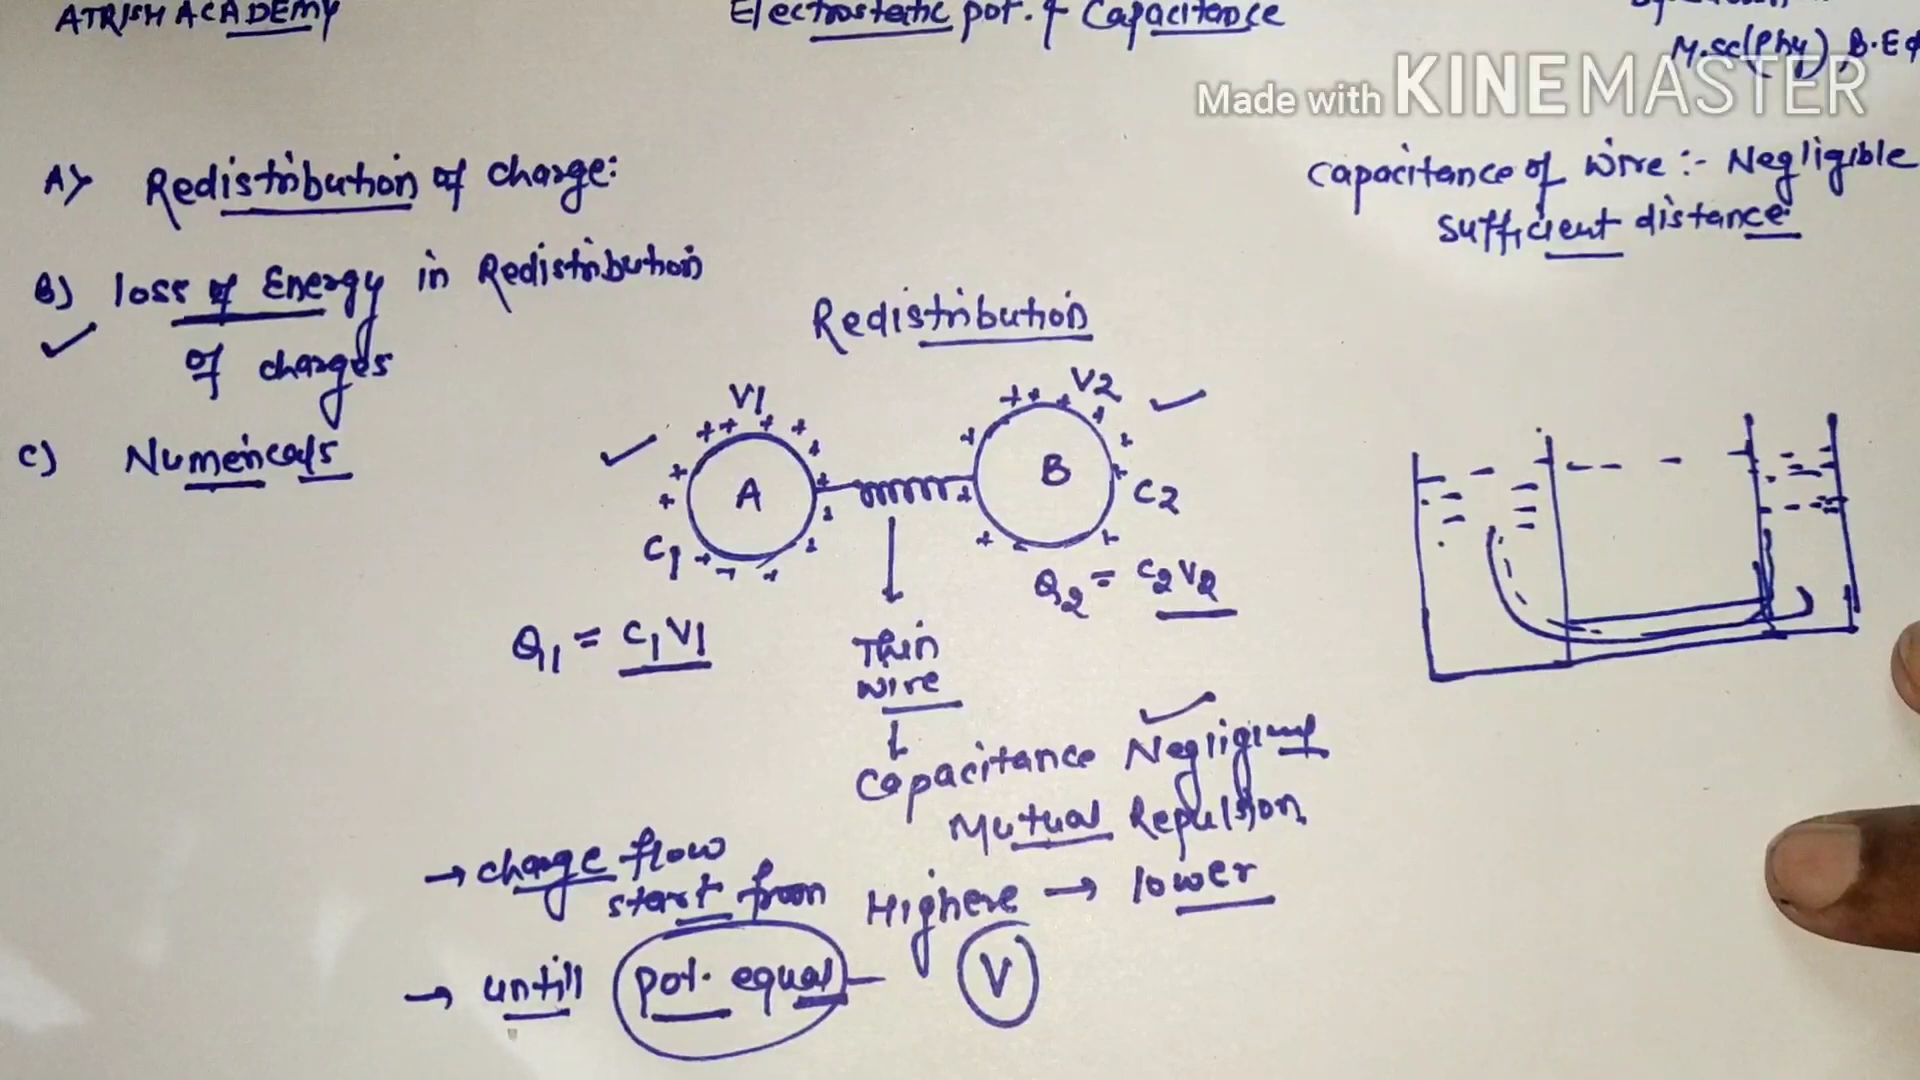 ATRISH ACADEMY
Electrostatic pot. & Capacitance
M.sc(Phy), B.Ed
Made with KINEMASTER
A) Redistribution of charge:
Capacitance of wire :- Negligible
sufficient distance
B) loss of Energy in Redistribution
of charges
C) Numericals
Redistribution
V1
V2
A
B
C1
C2
Q1 = C1V1
Q2 = C2V2
Thin
wire
Capacitance
Mutual Repulsion
→ charge flow
start from Highere → lower
→ untill pot. equal V